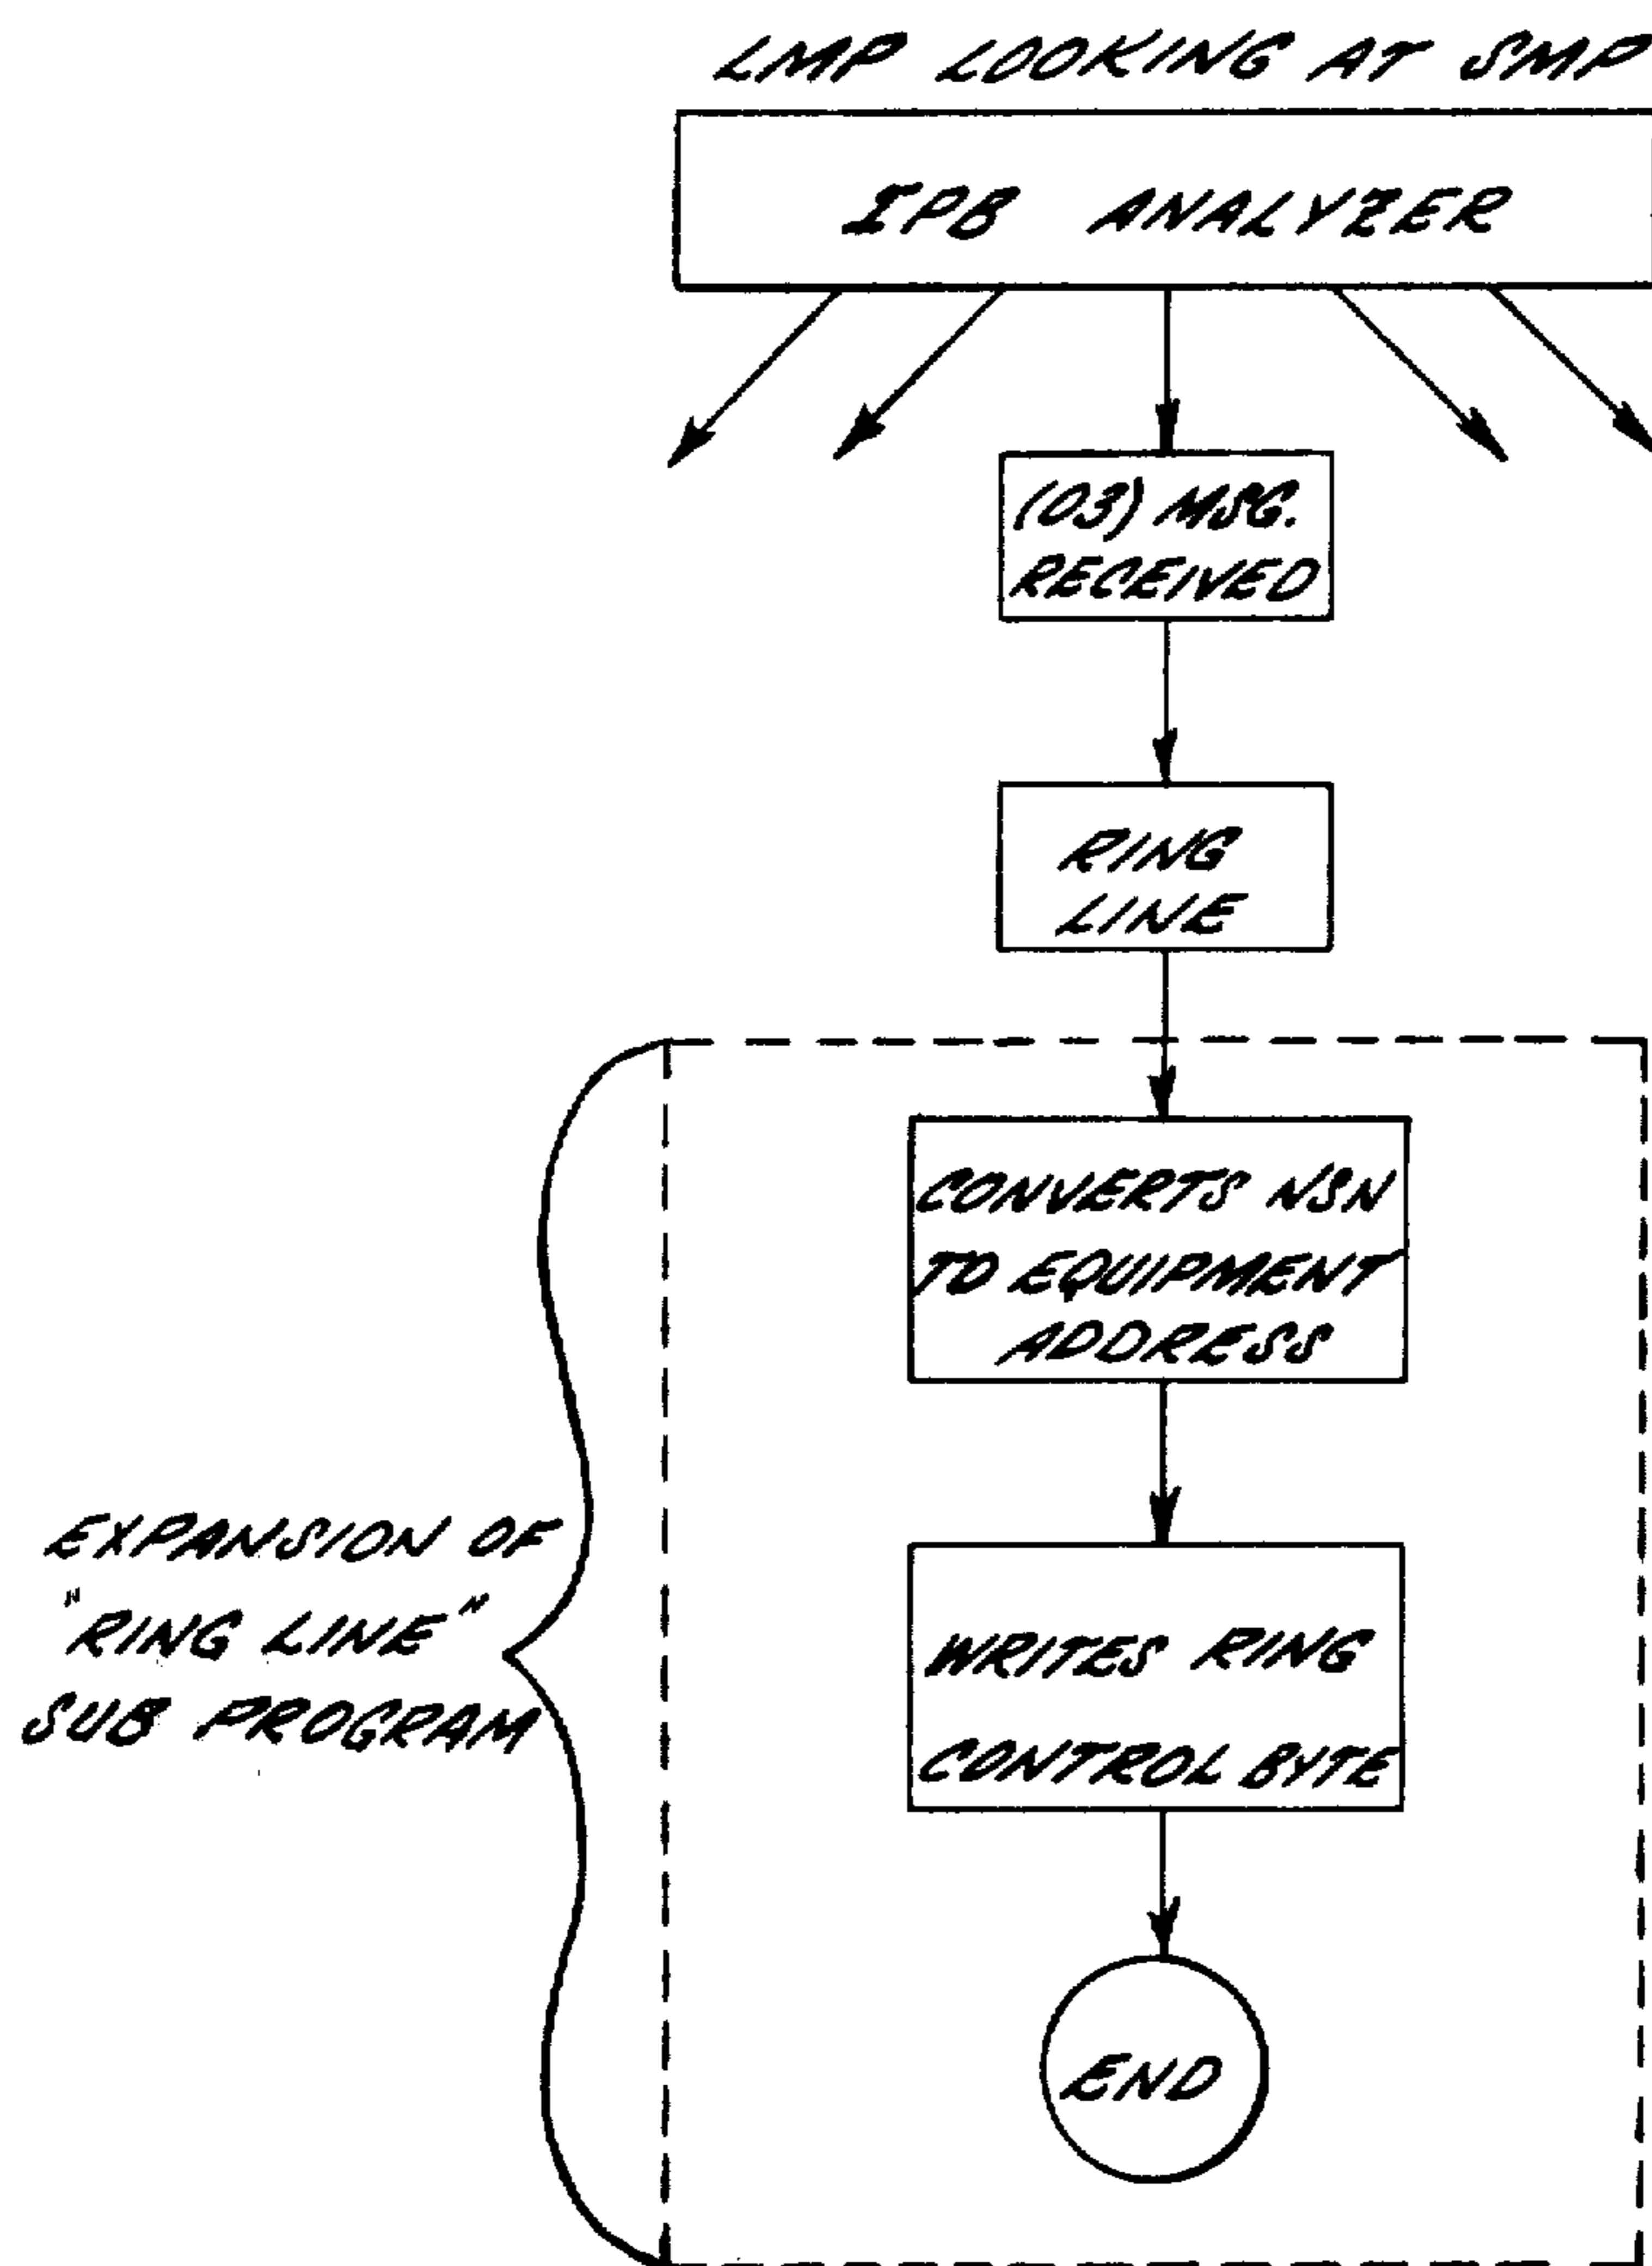 LMP LOOKING AT SMP
IPB ANALYZER
(03) MSG.
RECEIVED
RING
LINE
CONVERTS NSN
TO EQUIPMENT
ADDRESS
EXPANSION OF
"RING LINE"
SUB PROGRAM
WRITES RING
CONTROL BYTE
END